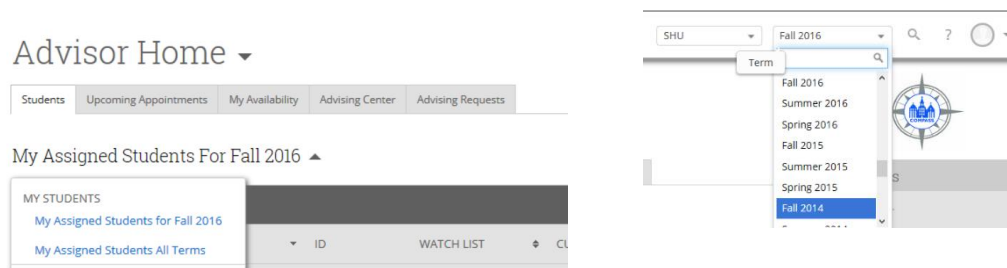 Advisor Home
Students Upcoming Appointments My Availability Advising Center Advising Requests
My Assigned Students For Fall 2016
MY STUDENTS
My Assigned Students for Fall 2016
My Assigned Students All Terms
ID WATCH LIST
SHU Fall 2016 ?
Term
Fall 2016
Summer 2016
Spring 2016
Fall 2015
Summer 2015
Spring 2015
Fall 2014
COMPASS